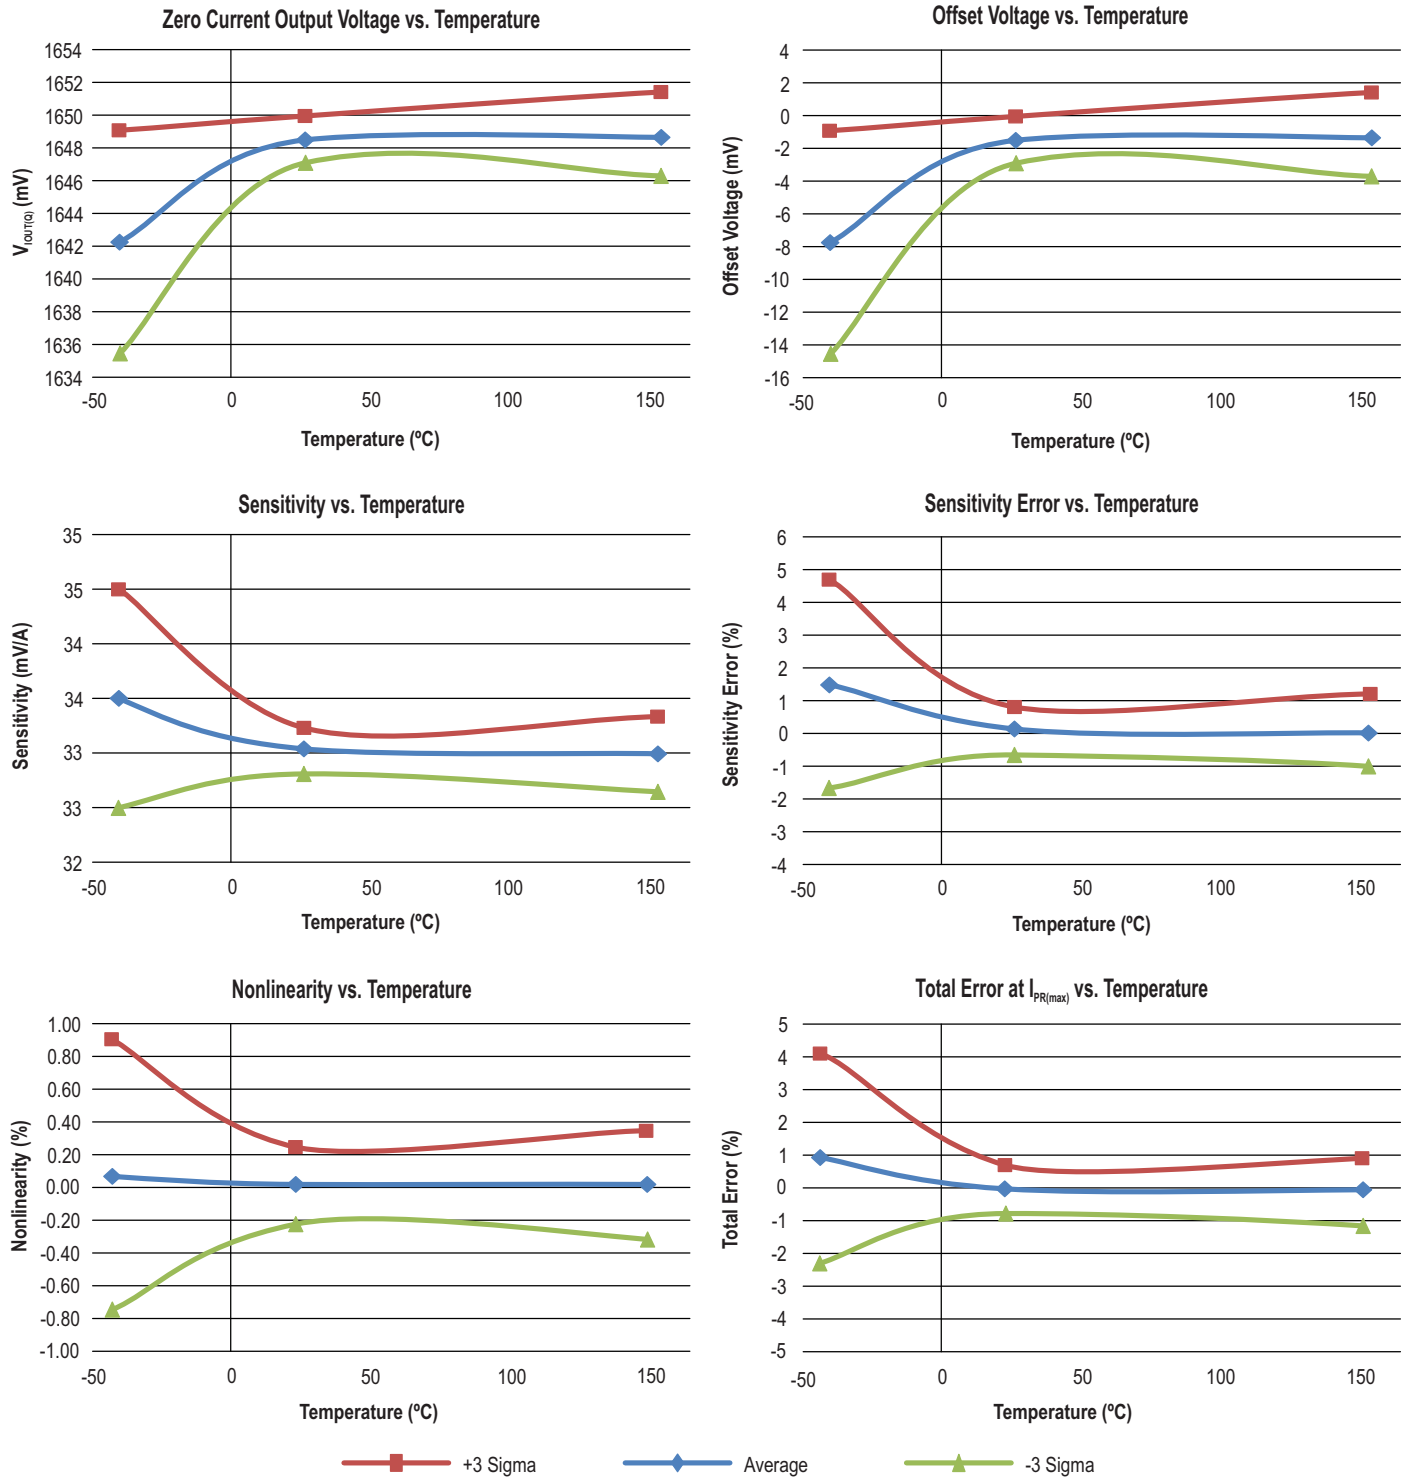 Zero Current Output Voltage vs. Temperature
1654
1652
1650
1648
1646
1644
1642
1640
1638
1636
1634
V_IOUT(Q) (mV)
-50 0 50 100 150
Temperature (ºC)
Offset Voltage vs. Temperature
4
2
0
-2
-4
-6
-8
-10
-12
-14
-16
Offset Voltage (mV)
-50 0 50 100 150
Temperature (ºC)
Sensitivity vs. Temperature
35
35
34
34
33
33
32
Sensitivity (mV/A)
-50 0 50 100 150
Temperature (ºC)
Sensitivity Error vs. Temperature
6
5
4
3
2
1
0
-1
-2
-3
-4
Sensitivity Error (%)
-50 0 50 100 150
Temperature (ºC)
Nonlinearity vs. Temperature
1.00
0.80
0.60
0.40
0.20
0.00
-0.20
-0.40
-0.60
-0.80
-1.00
Nonlinearity (%)
-50 0 50 100 150
Temperature (ºC)
Total Error at I_PR(max) vs. Temperature
5
4
3
2
1
0
-1
-2
-3
-4
-5
Total Error (%)
-50 0 50 100 150
Temperature (ºC)
+3 Sigma Average -3 Sigma